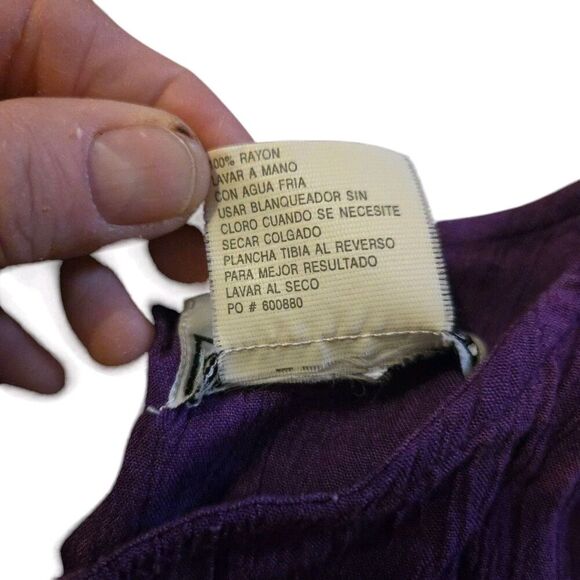 100% RAYON
LAVAR A MANO
CON AGUA FRIA
USAR BLANQUEADOR SIN
CLORO CUANDO SE NECESITE
SECAR COLGADO
PLANCHA TIBIA AL REVERSO
PARA MEJOR RESULTADO
LAVAR AL SECO
PO # 600880